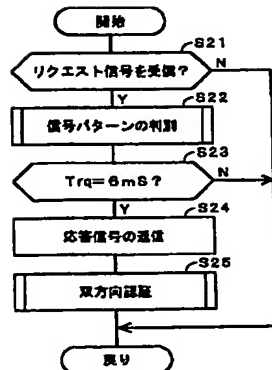 開始
S21
リクエスト信号を受信?
N
Y
S22
信号パターンの判別
S23
Trq=6mS?
N
Y
S24
応答信号の返信
S25
双方向認証
戻り